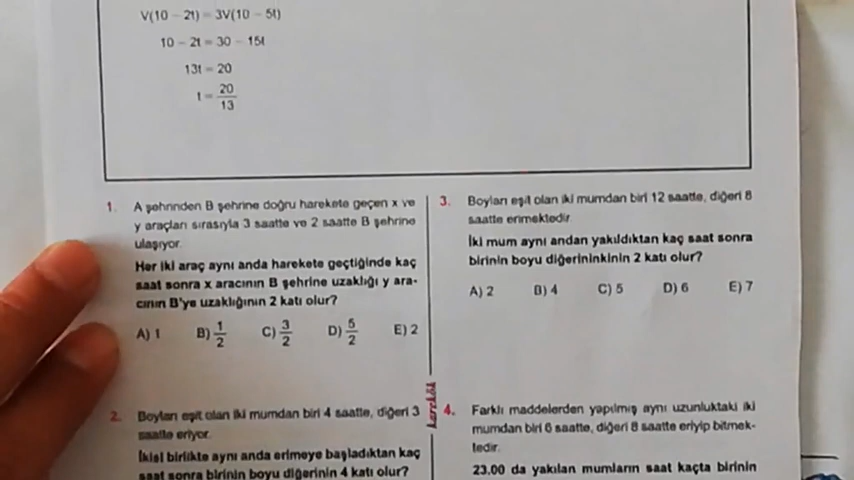 V(10 − 2t) = 3V(10 − 5t)
10 − 2t = 30 − 15t
13t = 20
t = 20/13
1. A şehrinden B şehrine doğru harekete geçen x ve
y araçları sırasıyla 3 saatte ve 2 saatte B şehrine
ulaşıyor.
Her iki araç aynı anda harekete geçtiğinde kaç
saat sonra x aracının B şehrine uzaklığı y ara-
cının B'ye uzaklığının 2 katı olur?
A) 1 B) 1/2 C) 3/2 D) 5/2 E) 2
2. Boyları eşit olan iki mumdan biri 4 saatte, diğeri 3
saatte eriyor.
İkisi birlikte aynı anda erimeye başladıktan kaç
saat sonra birinin boyu diğerinin 4 katı olur?
karekök
3. Boyları eşit olan iki mumdan biri 12 saatte, diğeri 8
saatte erimektedir.
İki mum aynı andan yakıldıktan kaç saat sonra
birinin boyu diğerininkinin 2 katı olur?
A) 2 B) 4 C) 5 D) 6 E) 7
4. Farklı maddelerden yapılmış aynı uzunluktaki iki
mumdan biri 6 saatte, diğeri 8 saatte eriyip bitmek-
tedir.
23.00 da yakılan mumların saat kaçta birinin